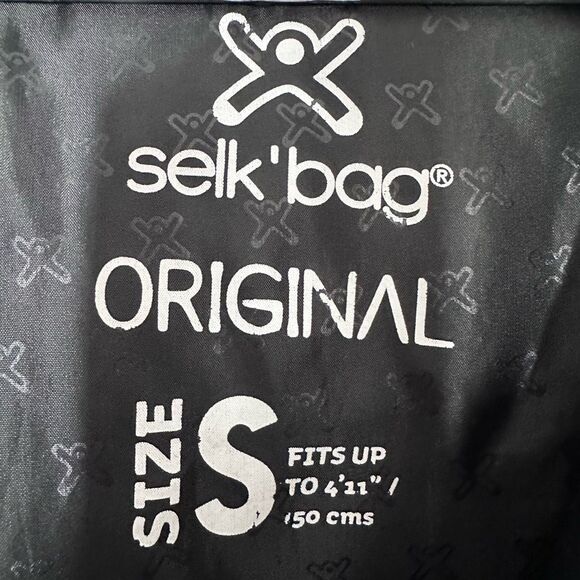 selk'bag®
ORIGINAL
SIZE S
FITS UP
TO 4'11" /
150 cms